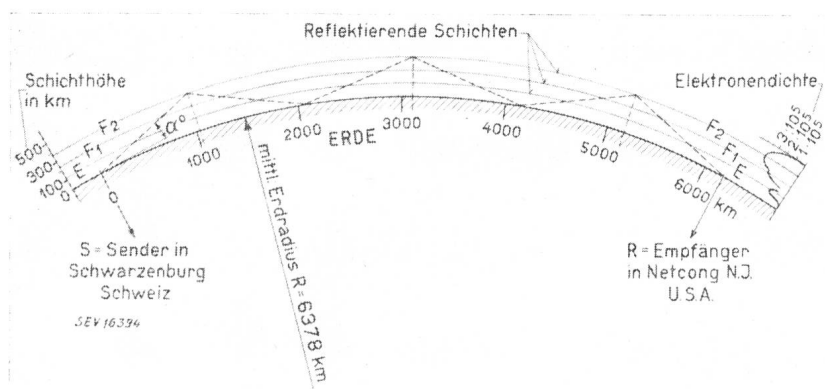 Reflektierende Schichten
Schichthöhe
in km
Elektronendichte
F₂
F₁
E
500
300
100
0
α°
0
1000
2000
3000
4000
5000
6000 km
ERDE
F₂
F₁
E
3·10⁵
2·10⁵
1·10⁵
mittl. Erdradius R=6378 km
S= Sender in
Schwarzenburg
Schweiz
SEV16394
R= Empfänger
in Netcong N.J.
U.S.A.